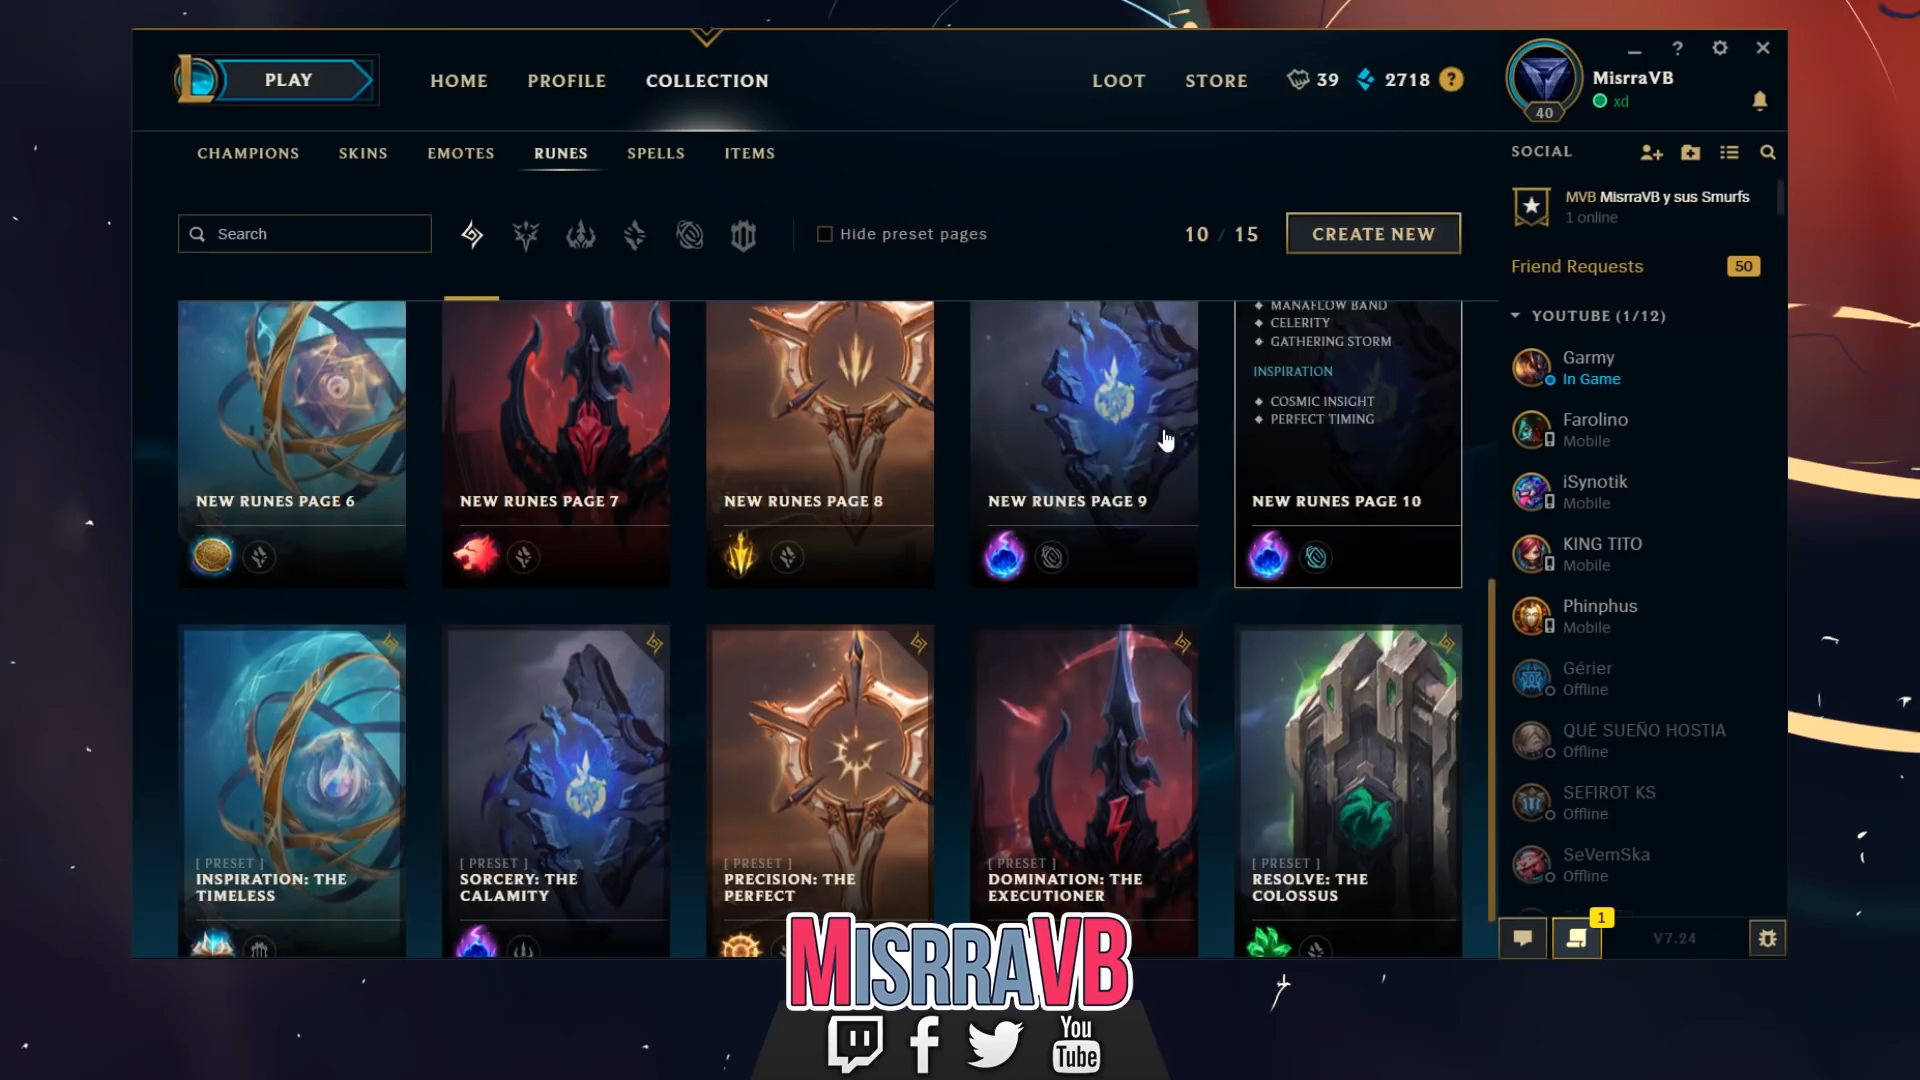 PLAY
HOME
PROFILE
COLLECTION
LOOT
STORE
39
2718
?
?
MisrraVB
xd
40
CHAMPIONS
SKINS
EMOTES
RUNES
SPELLS
ITEMS
Search
Hide preset pages
10 / 15
CREATE NEW
NEW RUNES PAGE 6
NEW RUNES PAGE 7
NEW RUNES PAGE 8
NEW RUNES PAGE 9
MANAFLOW BAND
CELERITY
GATHERING STORM
INSPIRATION
COSMIC INSIGHT
PERFECT TIMING
NEW RUNES PAGE 10
[ PRESET ]
INSPIRATION: THE
TIMELESS
[ PRESET ]
SORCERY: THE
CALAMITY
[ PRESET ]
PRECISION: THE
PERFECT
[ PRESET ]
DOMINATION: THE
EXECUTIONER
[ PRESET ]
RESOLVE: THE
COLOSSUS
SOCIAL
MVB MisrraVB y sus Smurfs
1 online
Friend Requests
50
YOUTUBE (1/12)
Garmy
In Game
Farolino
Mobile
iSynotik
Mobile
KING TITO
Mobile
Phinphus
Mobile
Gérier
Offline
QUÉ SUEÑO HOSTIA
Offline
SEFIROT KS
Offline
SeVemSka
Offline
1
V7.24
MISRRAVB
You
Tube